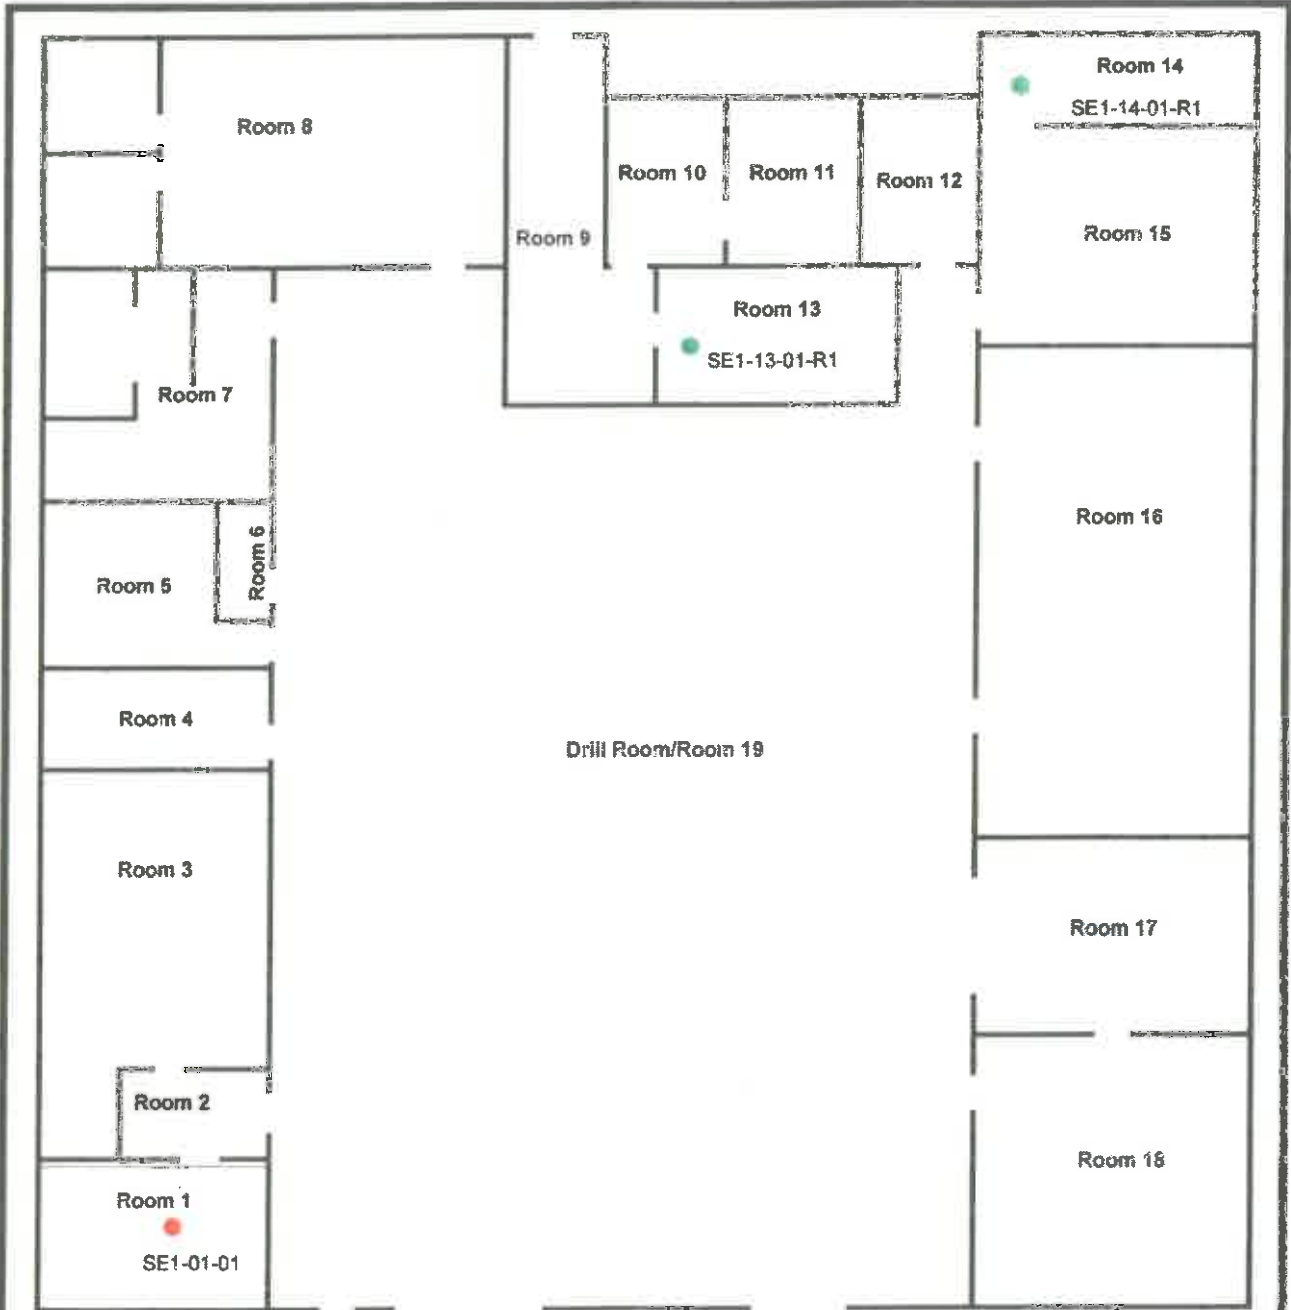 Room 14
SE1-14-01-R1
Room 8
Room 10
Room 11
Room 12
Room 9
Room 15
Room 13
SE1-13-01-R1
Room 7
Room 16
Room 6
Room 5
Room 4
Drill Room/Room 19
Room 3
Room 17
Room 2
Room 18
Room 1
SE1-01-01